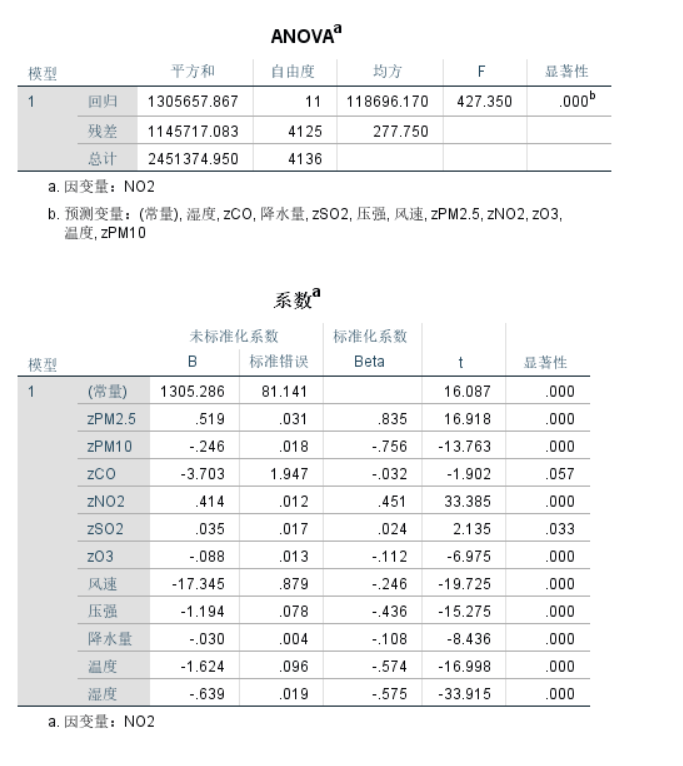 ANOVAa
模型 平方和 自由度 均方 F 显著性
1 回归 1305657.867 11 118696.170 427.350 .000b
残差 1145717.083 4125 277.750
总计 2451374.950 4136
a. 因变量：NO2
b. 预测变量：(常量), 湿度, zCO, 降水量, zSO2, 压强, 风速, zPM2.5, zNO2, zO3,
温度, zPM10
系数a
未标准化系数 标准化系数
模型 B 标准错误 Beta t 显著性
1 (常量) 1305.286 81.141 16.087 .000
zPM2.5 .519 .031 .835 16.918 .000
zPM10 -.246 .018 -.756 -13.763 .000
zCO -3.703 1.947 -.032 -1.902 .057
zNO2 .414 .012 .451 33.385 .000
zSO2 .035 .017 .024 2.135 .033
zO3 -.088 .013 -.112 -6.975 .000
风速 -17.345 .879 -.246 -19.725 .000
压强 -1.194 .078 -.436 -15.275 .000
降水量 -.030 .004 -.108 -8.436 .000
温度 -1.624 .096 -.574 -16.998 .000
湿度 -.639 .019 -.575 -33.915 .000
a. 因变量：NO2